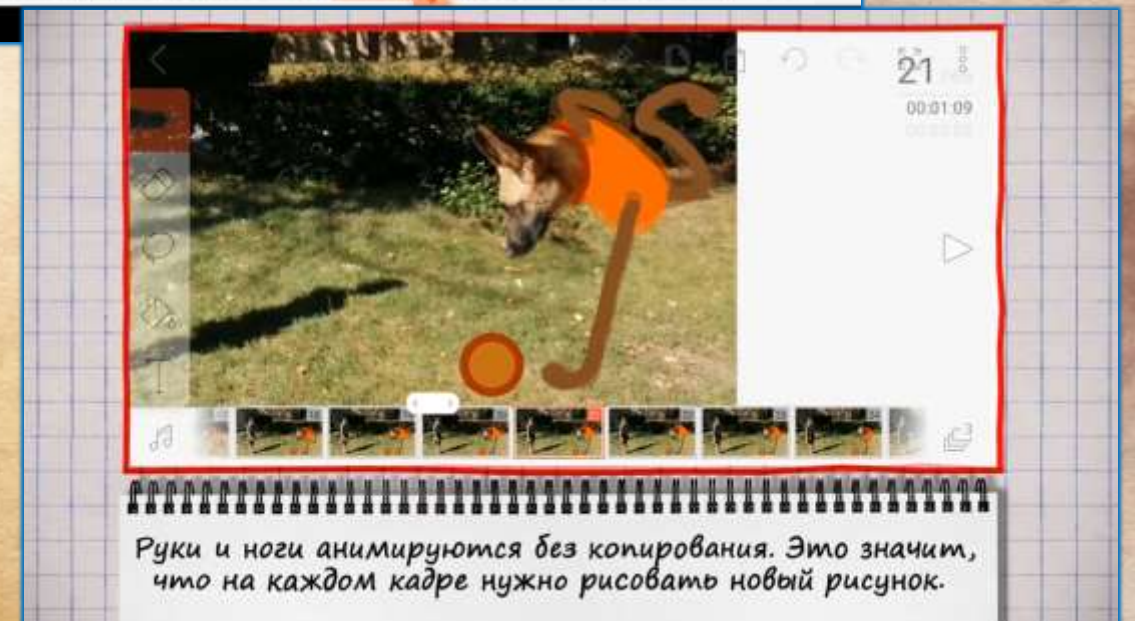 21
00:01:09
3
Руки и ноги анимируются без копирования. Это значит,
что на каждом кадре нужно рисовать новый рисунок.